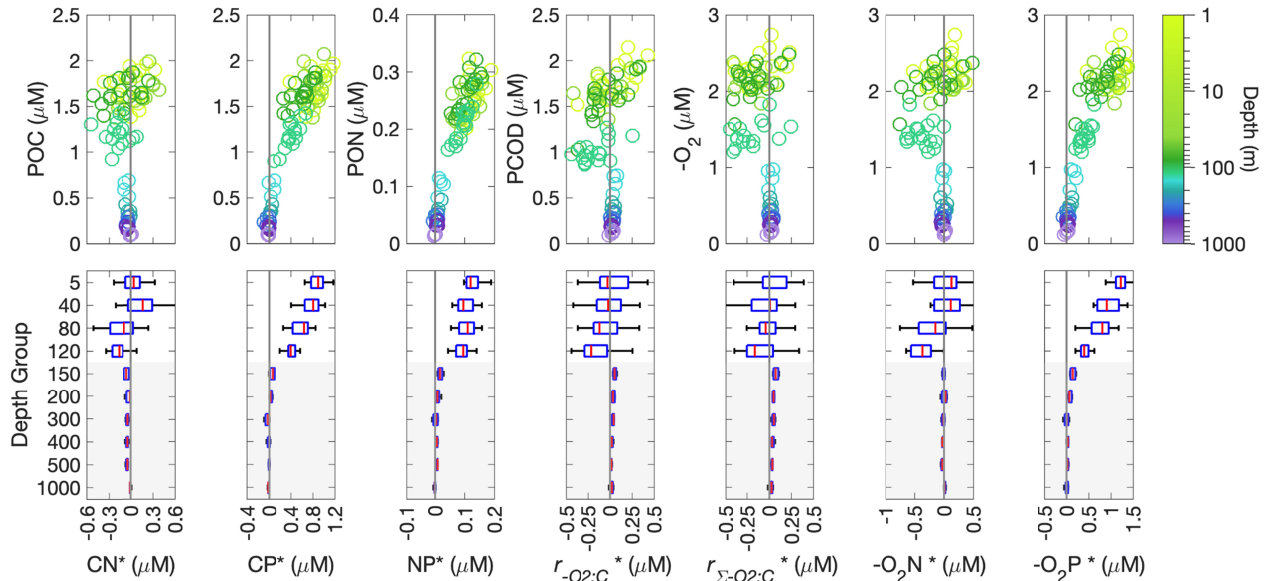 POC (μM)
2.5
2
1.5
1
0.5
0
CP
2.5
2
1.5
1
0.5
0
PON (μM)
0.4
0.3
0.2
0.1
0
PCOD (μM)
2.5
2
1.5
1
0.5
0
-O2 (μM)
3
2
1
0
3
2
1
0
3
2
1
0
1
10
100
1000
Depth (m)
Depth Group
5
40
80
120
150
200
300
400
500
1000
-0.6 -0.3 0 0.3 0.6
CN* (μM)
-0.4 0 0.4 0.8 1.2
CP* (μM)
-0.1 0 0.1 0.2
NP* (μM)
-0.5 -0.25 0 0.25 0.5
r-O2:C * (μM)
-0.5 -0.25 0 0.25 0.5
rΣ-O2:C * (μM)
-1 -0.5 0 0.5
-O2N * (μM)
-0.5 0 0.5 1 1.5
-O2P * (μM)